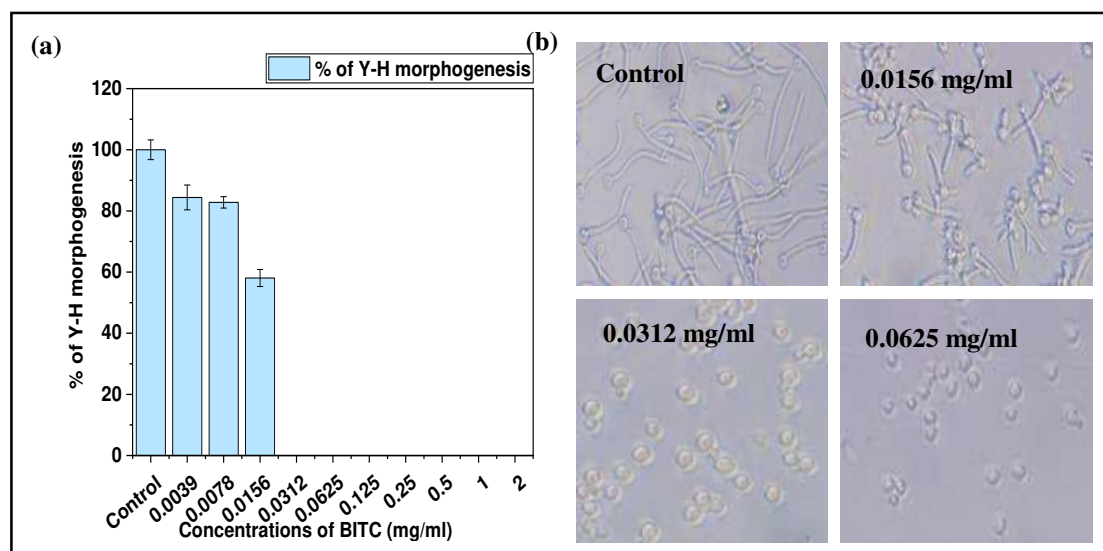 (a)
% of Y-H morphogenesis
120
100
80
60
40
20
0
% of Y-H morphogenesis
Control
0.0039
0.0078
0.0156
0.0312
0.0625
0.125
0.25
0.5
1
2
Concentrations of BITC (mg/ml)
(b)
Control
0.0156 mg/ml
0.0312 mg/ml
0.0625 mg/ml